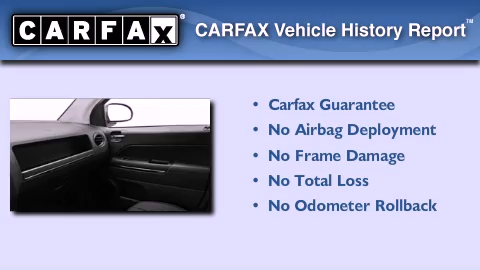 CARFAX® CARFAX Vehicle History Report™
• Carfax Guarantee
• No Airbag Deployment
• No Frame Damage
• No Total Loss
• No Odometer Rollback